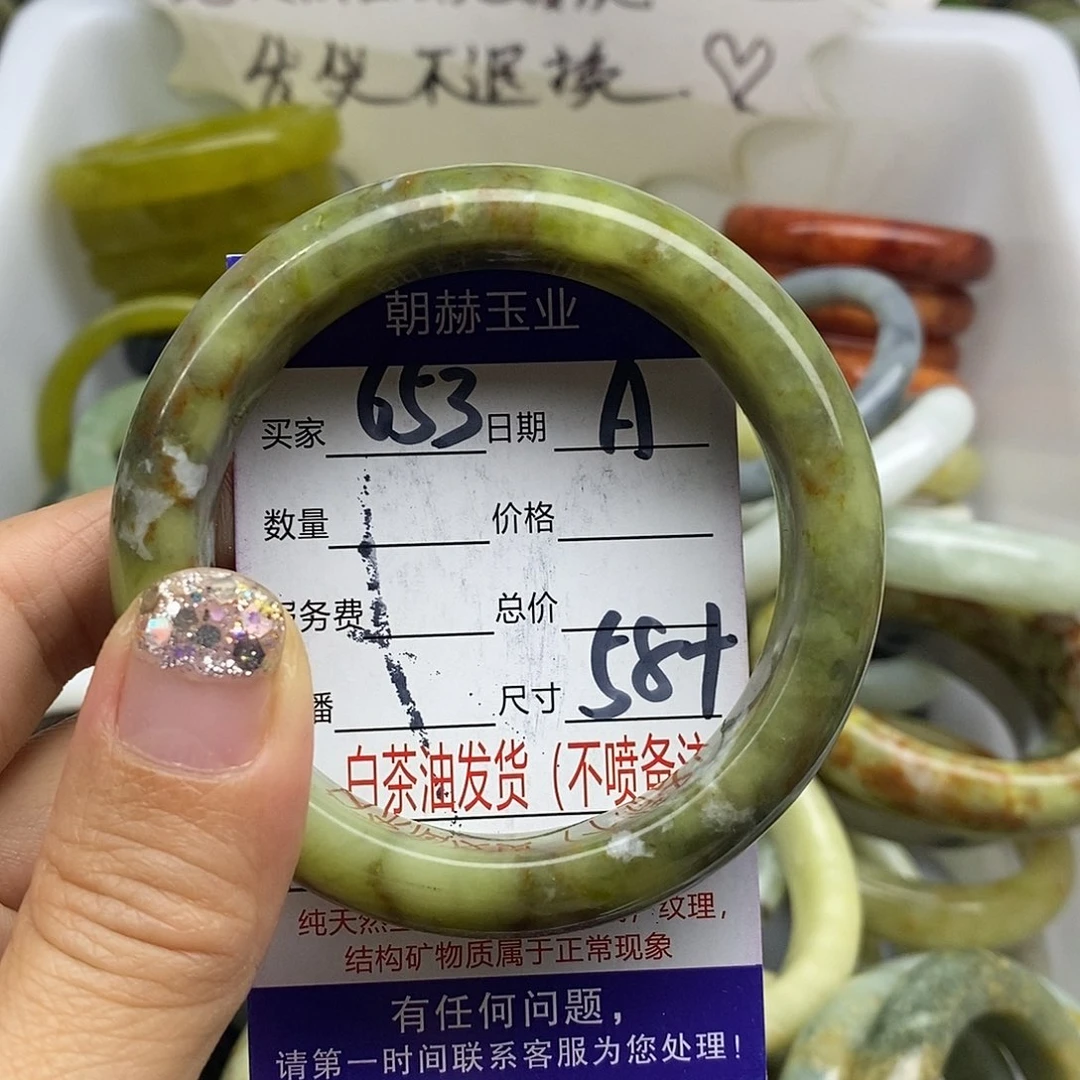 发货不退换
朝赫玉业
买家 653 日期 A
数量 价格
务费 总价
播 尺寸 58+
白茶油发货（不喷备注
纯天然 纹理，
结构矿物质属于正常现象
有任何问题，
请第一时间联系客服为您处理！